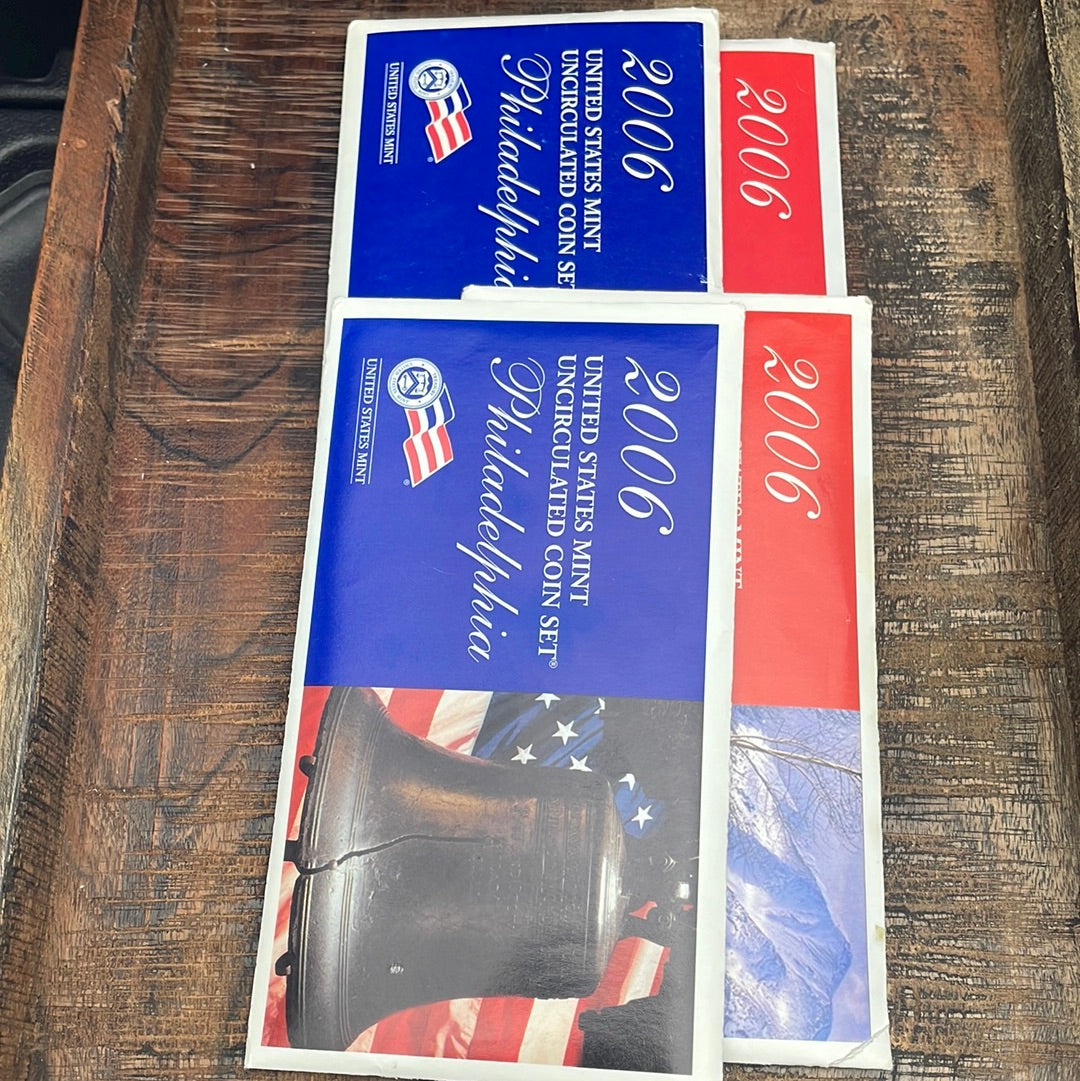 2006
UNITED STATES MINT
UNCIRCULATED COIN SE
Philadelphia
UNITED STATES MINT
2006
2006
UNITED STATES MINT
UNCIRCULATED COIN SET®
Philadelphia
UNITED STATES MINT
2006